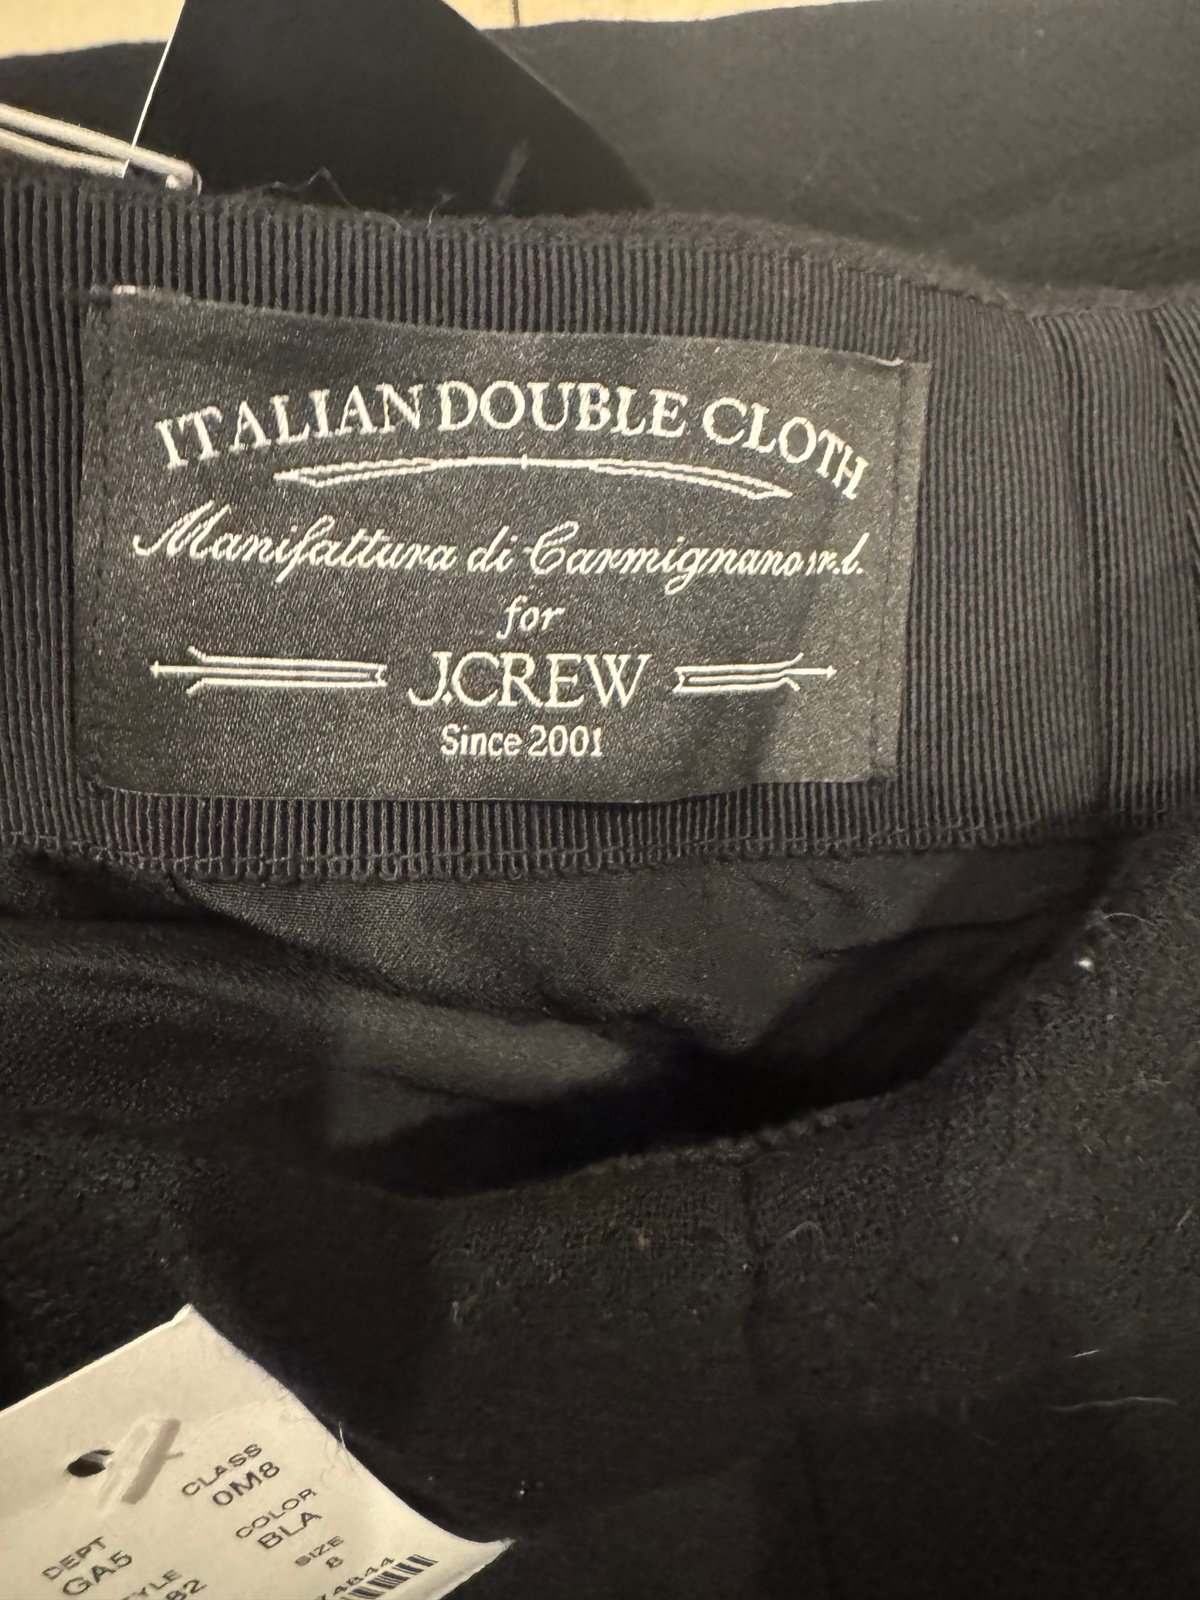 ITALIAN DOUBLE CLOTH
Manifattura di Carmignano s.r.l.
for
J.CREW
Since 2001
CLASS
0M8
DEPT
GA5
COLOR
BLA
SIZE
8